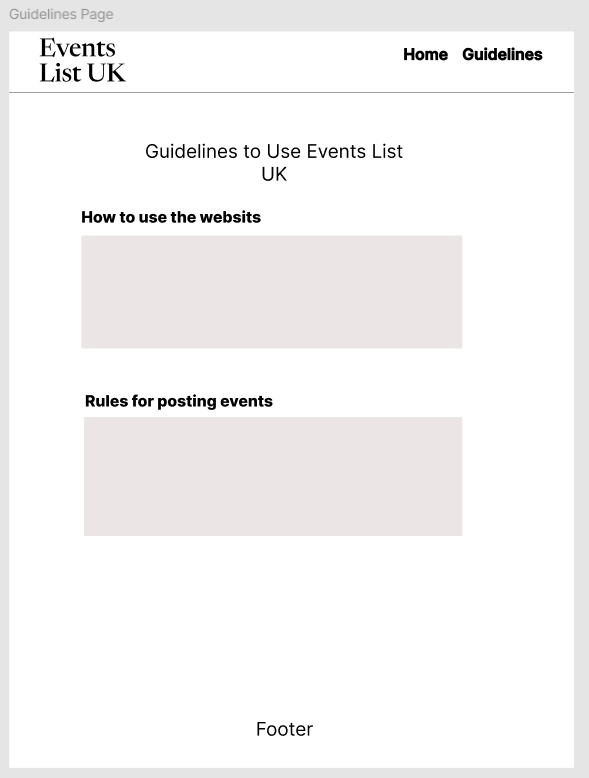 Guidelines Page
Events
List UK
Home Guidelines
Guidelines to Use Events List
UK
How to use the websits
Rules for posting events
Footer